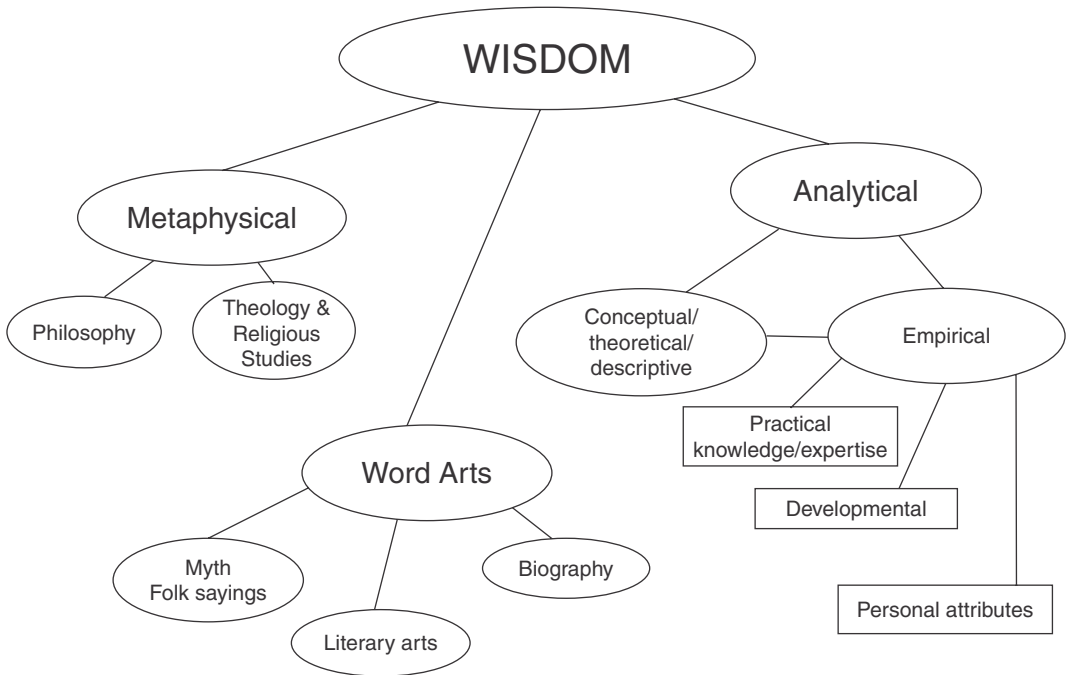 WISDOM
Metaphysical
Analytical
Philosophy
Theology &
Religious
Studies
Conceptual/
theoretical/
descriptive
Empirical
Practical
knowledge/expertise
Developmental
Personal attributes
Word Arts
Myth
Folk sayings
Literary arts
Biography